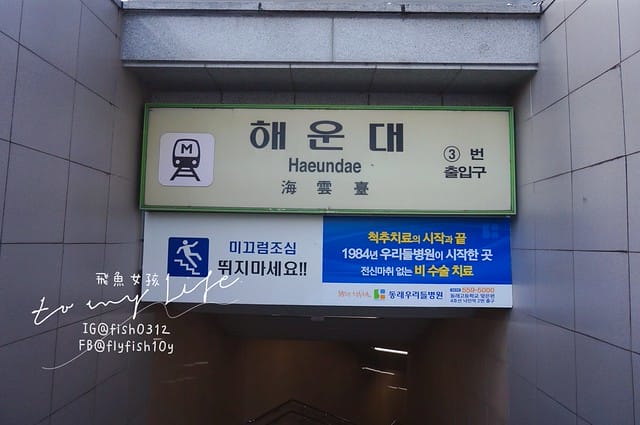 M
해운대
Haeundae
海雲臺
③ 번
출입구
미끄럼조심
뛰지마세요!!
척추치료의 시작과 끝
1984년 우리들병원이 시작한 곳
전신마취 없는 비 수술 치료
동래우리들병원
559-5000
飛魚女孩
to my life
IG@fish0312
FB@flyfish10y